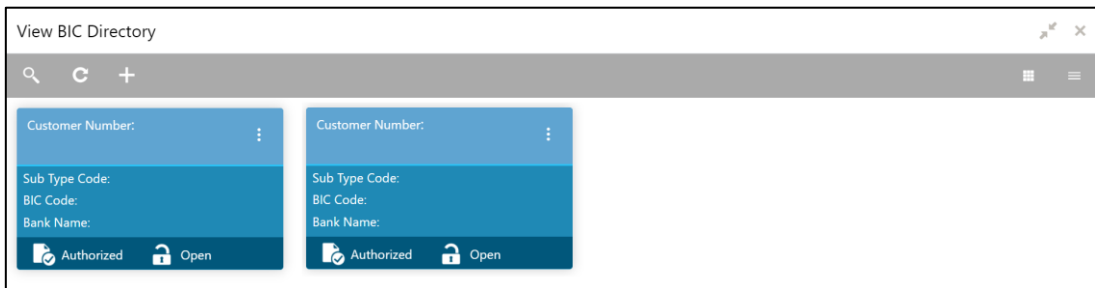 View BIC Directory
Customer Number:
Sub Type Code:
BIC Code:
Bank Name:
Authorized Open
Customer Number:
Sub Type Code:
BIC Code:
Bank Name:
Authorized Open